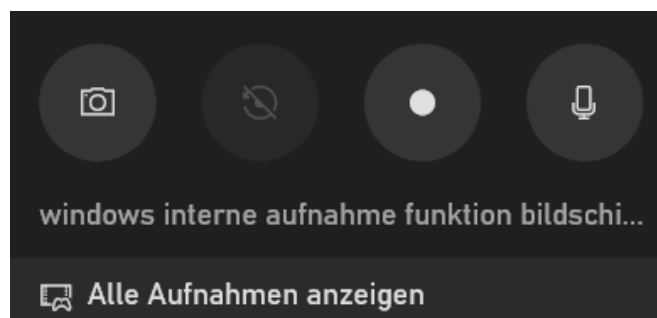 windows interne aufnahme funktion bildschi...
Alle Aufnahmen anzeigen